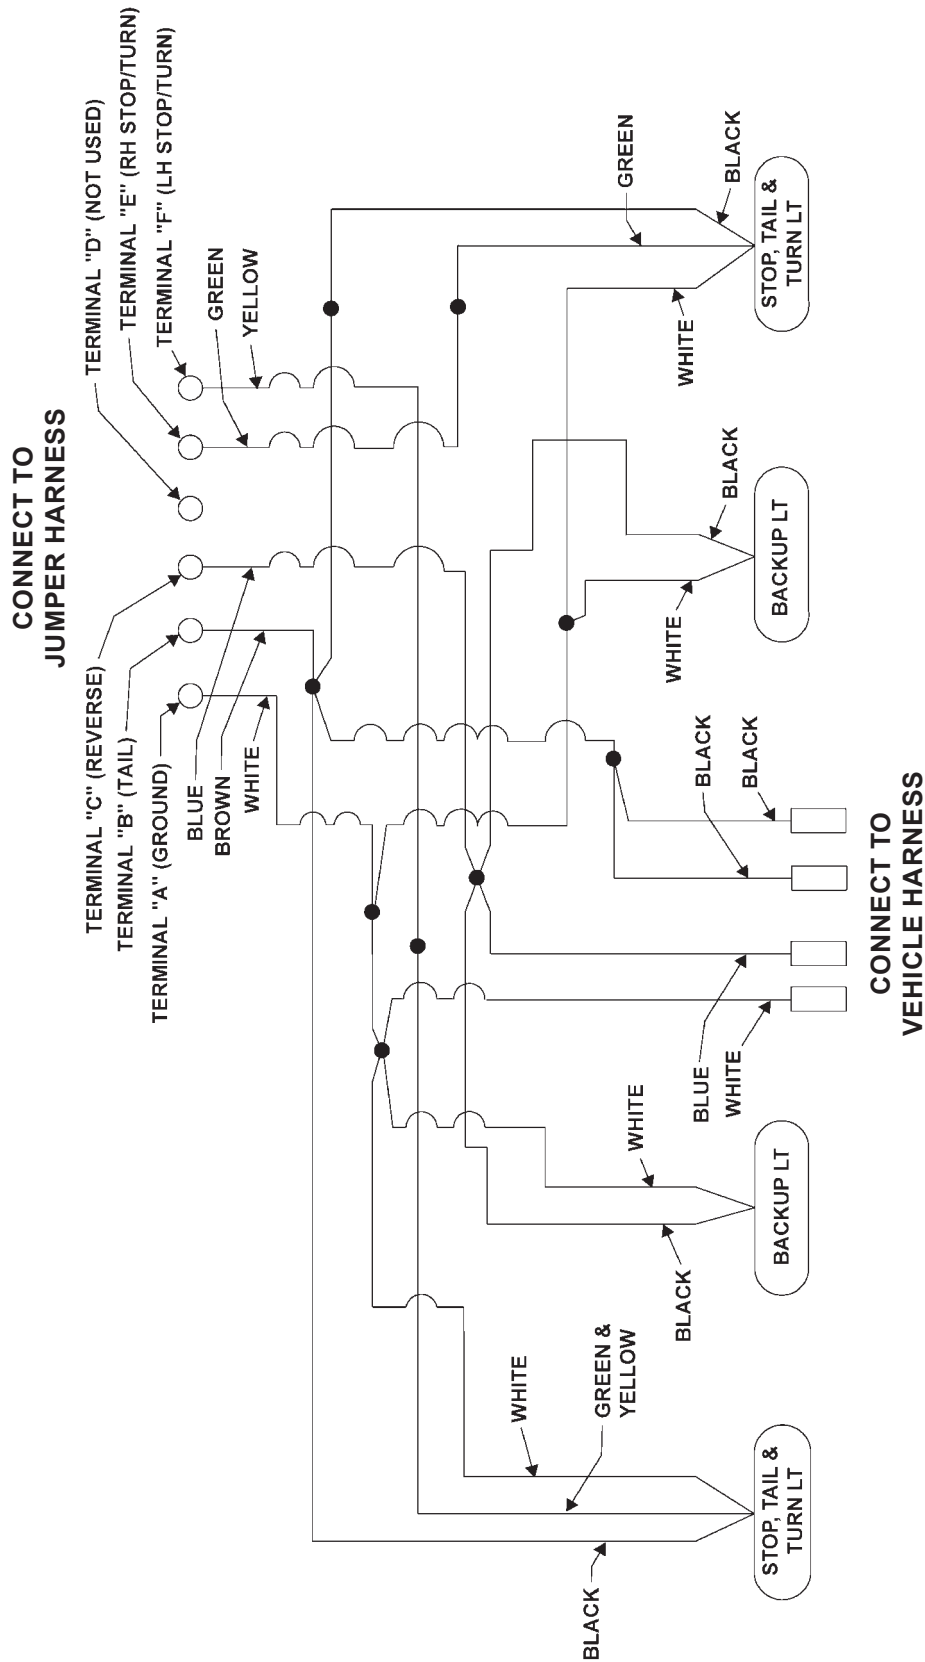 CONNECT TO
JUMPER HARNESS
TERMINAL "D" (NOT USED)
TERMINAL "E" (RH STOP/TURN)
TERMINAL "F" (LH STOP/TURN)
GREEN
YELLOW
TERMINAL "C" (REVERSE)
TERMINAL "B" (TAIL)
TERMINAL "A" (GROUND)
BLUE
BROWN
WHITE
GREEN
BLACK
WHITE
STOP, TAIL &
TURN LT
BLACK
WHITE
BACKUP LT
BLACK
BLACK
BLUE
WHITE
CONNECT TO
VEHICLE HARNESS
WHITE
BLACK
BACKUP LT
WHITE
GREEN &
YELLOW
BLACK
STOP, TAIL &
TURN LT